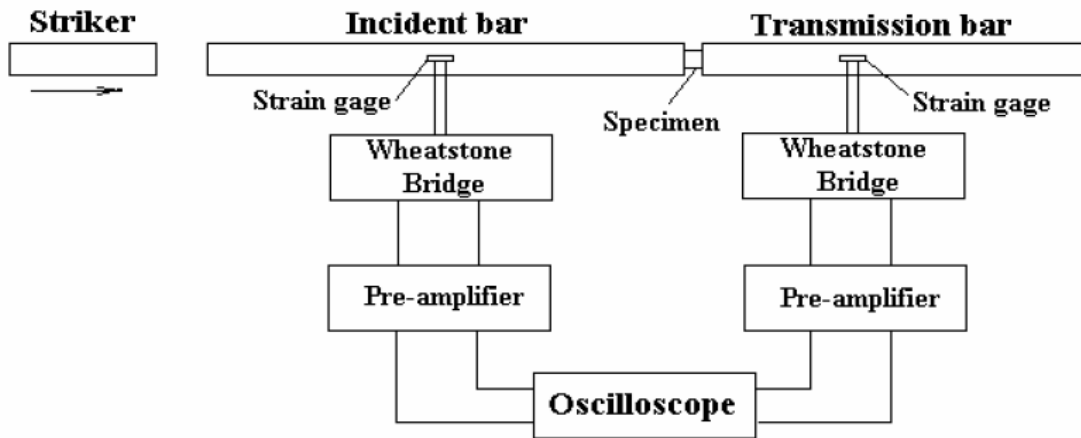 Striker
Incident bar
Transmission bar
Strain gage
Specimen
Strain gage
Wheatstone
Bridge
Wheatstone
Bridge
Pre-amplifier
Pre-amplifier
Oscilloscope